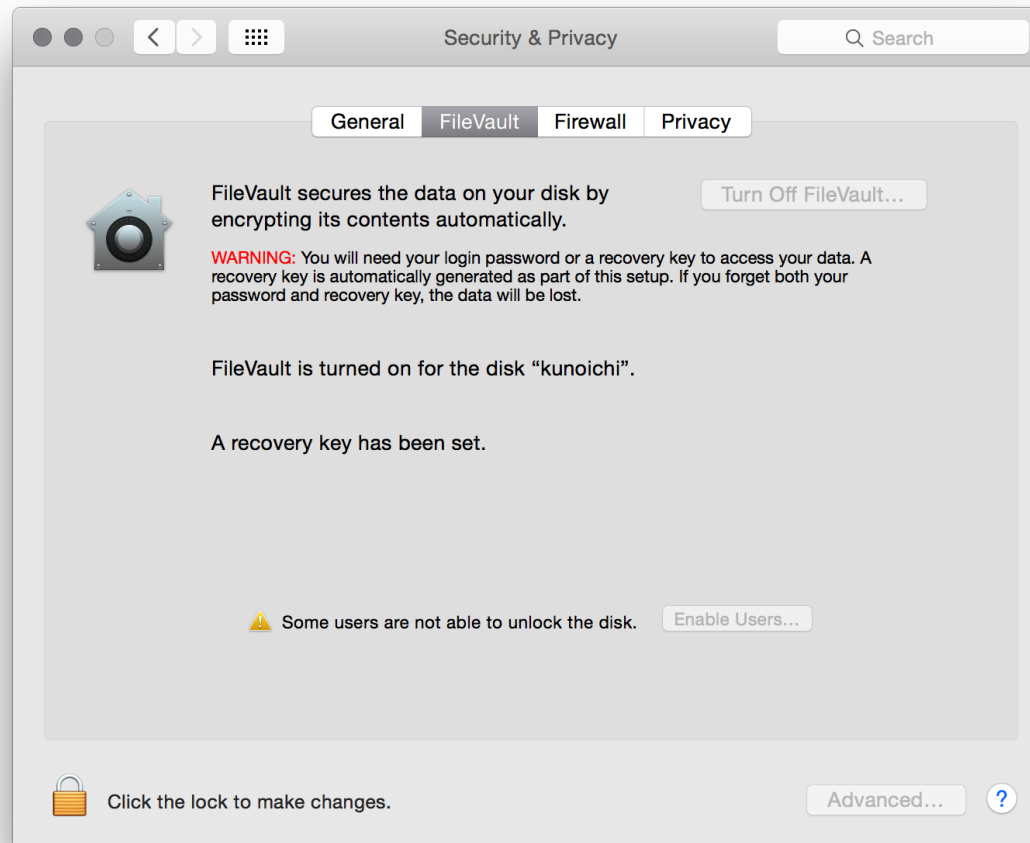 Security & Privacy
Search
General
FileVault
Firewall
Privacy
FileVault secures the data on your disk by
encrypting its contents automatically.
Turn Off FileVault...
WARNING: You will need your login password or a recovery key to access your data. A
recovery key is automatically generated as part of this setup. If you forget both your
password and recovery key, the data will be lost.
FileVault is turned on for the disk “kunoichi”.
A recovery key has been set.
Some users are not able to unlock the disk.
Enable Users...
Click the lock to make changes.
Advanced...
?